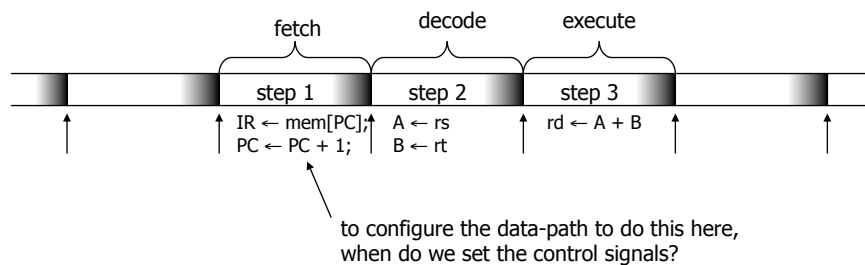 fetch
decode
execute
step 1
step 2
step 3
IR ← mem[PC];
PC ← PC + 1;
A ← rs
B ← rt
rd ← A + B
to configure the data-path to do this here,
when do we set the control signals?